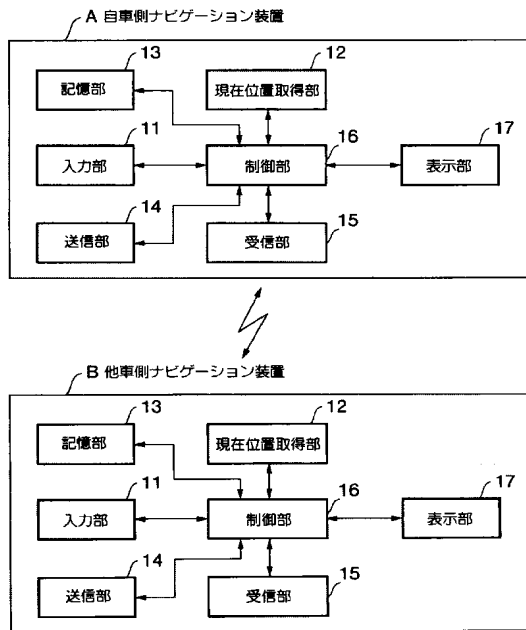 A 自車側ナビゲーション装置
13
記憶部
12
現在位置取得部
11
入力部
16
制御部
17
表示部
14
送信部
15
受信部
B 他車側ナビゲーション装置
13
記憶部
12
現在位置取得部
11
入力部
16
制御部
17
表示部
14
送信部
15
受信部